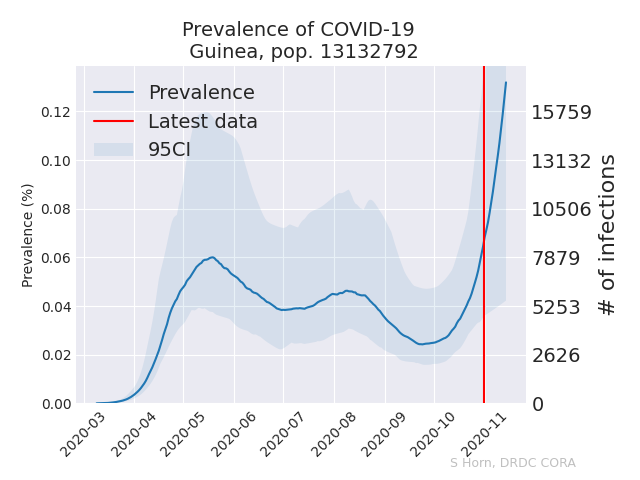 Prevalence of COVID-19
Guinea, pop. 13132792
Prevalence
Latest data
95CI
0.12
0.10
0.08
0.06
0.04
0.02
0.00
Prevalence (%)
15759
13132
10506
7879
5253
2626
0
# of infections
2020-03
2020-04
2020-05
2020-06
2020-07
2020-08
2020-09
2020-10
2020-11
S Horn, DRDC CORA